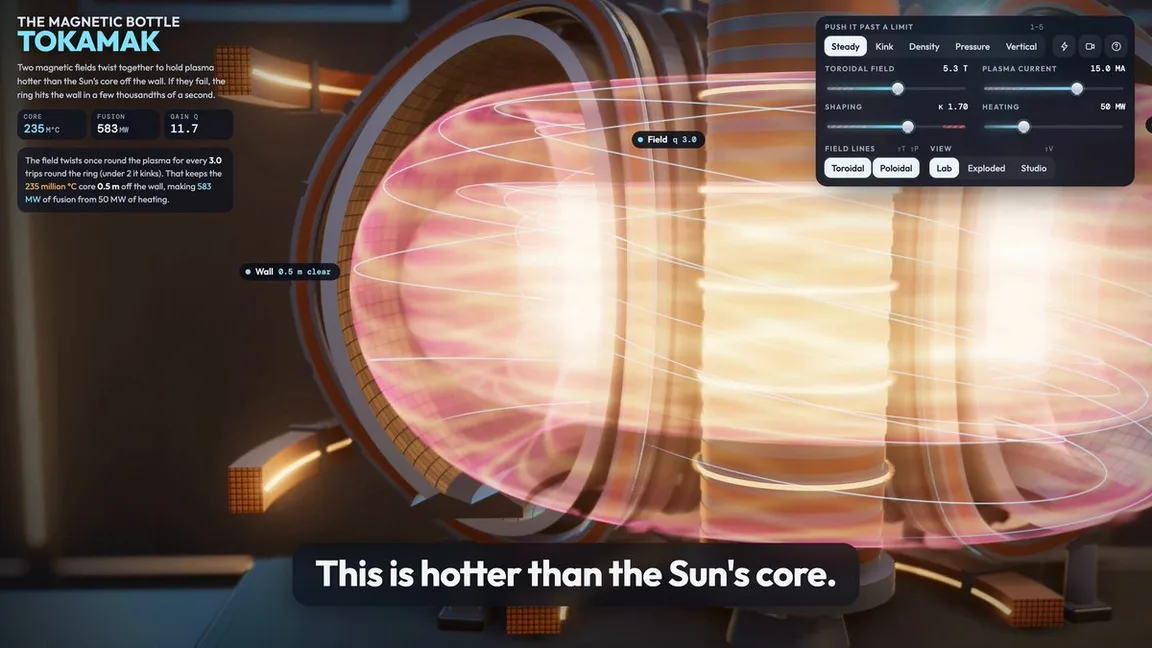 THE MAGNETIC BOTTLE
TOKAMAK
Two magnetic fields twist together to hold plasma
hotter than the Sun's core off the wall. If they fail, the
ring hits the wall in a few thousandths of a second.
CORE
235 M°C
FUSION
583 MW
GAIN Q
11.7
The field twists once round the plasma for every 3.0
trips round the ring (under 2 it kinks). That keeps the
235 million °C core 0.5 m off the wall, making 583
MW of fusion from 50 MW of heating.
PUSH IT PAST A LIMIT 1–5
Steady Kink Density Pressure Vertical
TOROIDAL FIELD 5.3 T
PLASMA CURRENT 15.0 MA
SHAPING κ 1.70
HEATING 50 MW
FIELD LINES ⇧T ⇧P
VIEW ⇧V
Toroidal Poloidal
Lab Exploded Studio
Field q 3.0
Wall 0.5 m clear
This is hotter than the Sun's core.